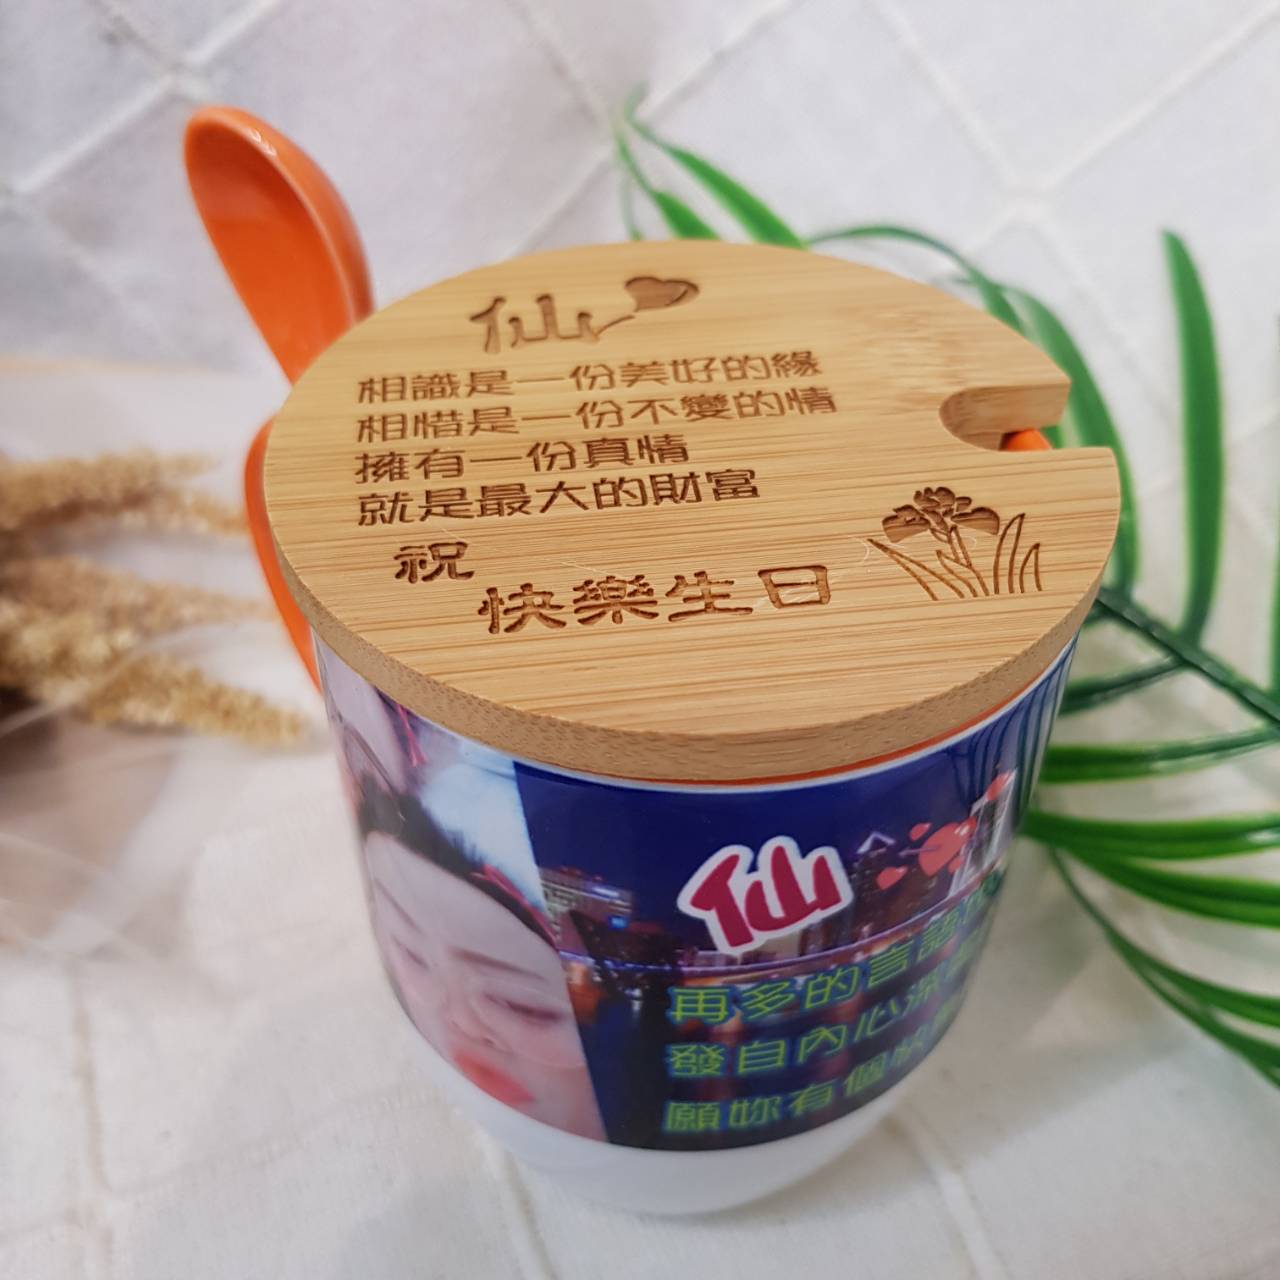 仙
相識是一份美好的緣
相惜是一份不變的情
擁有一份真情
就是最大的財富
祝
快樂生日
仙
再多的言語
發自內心深
願妳有個